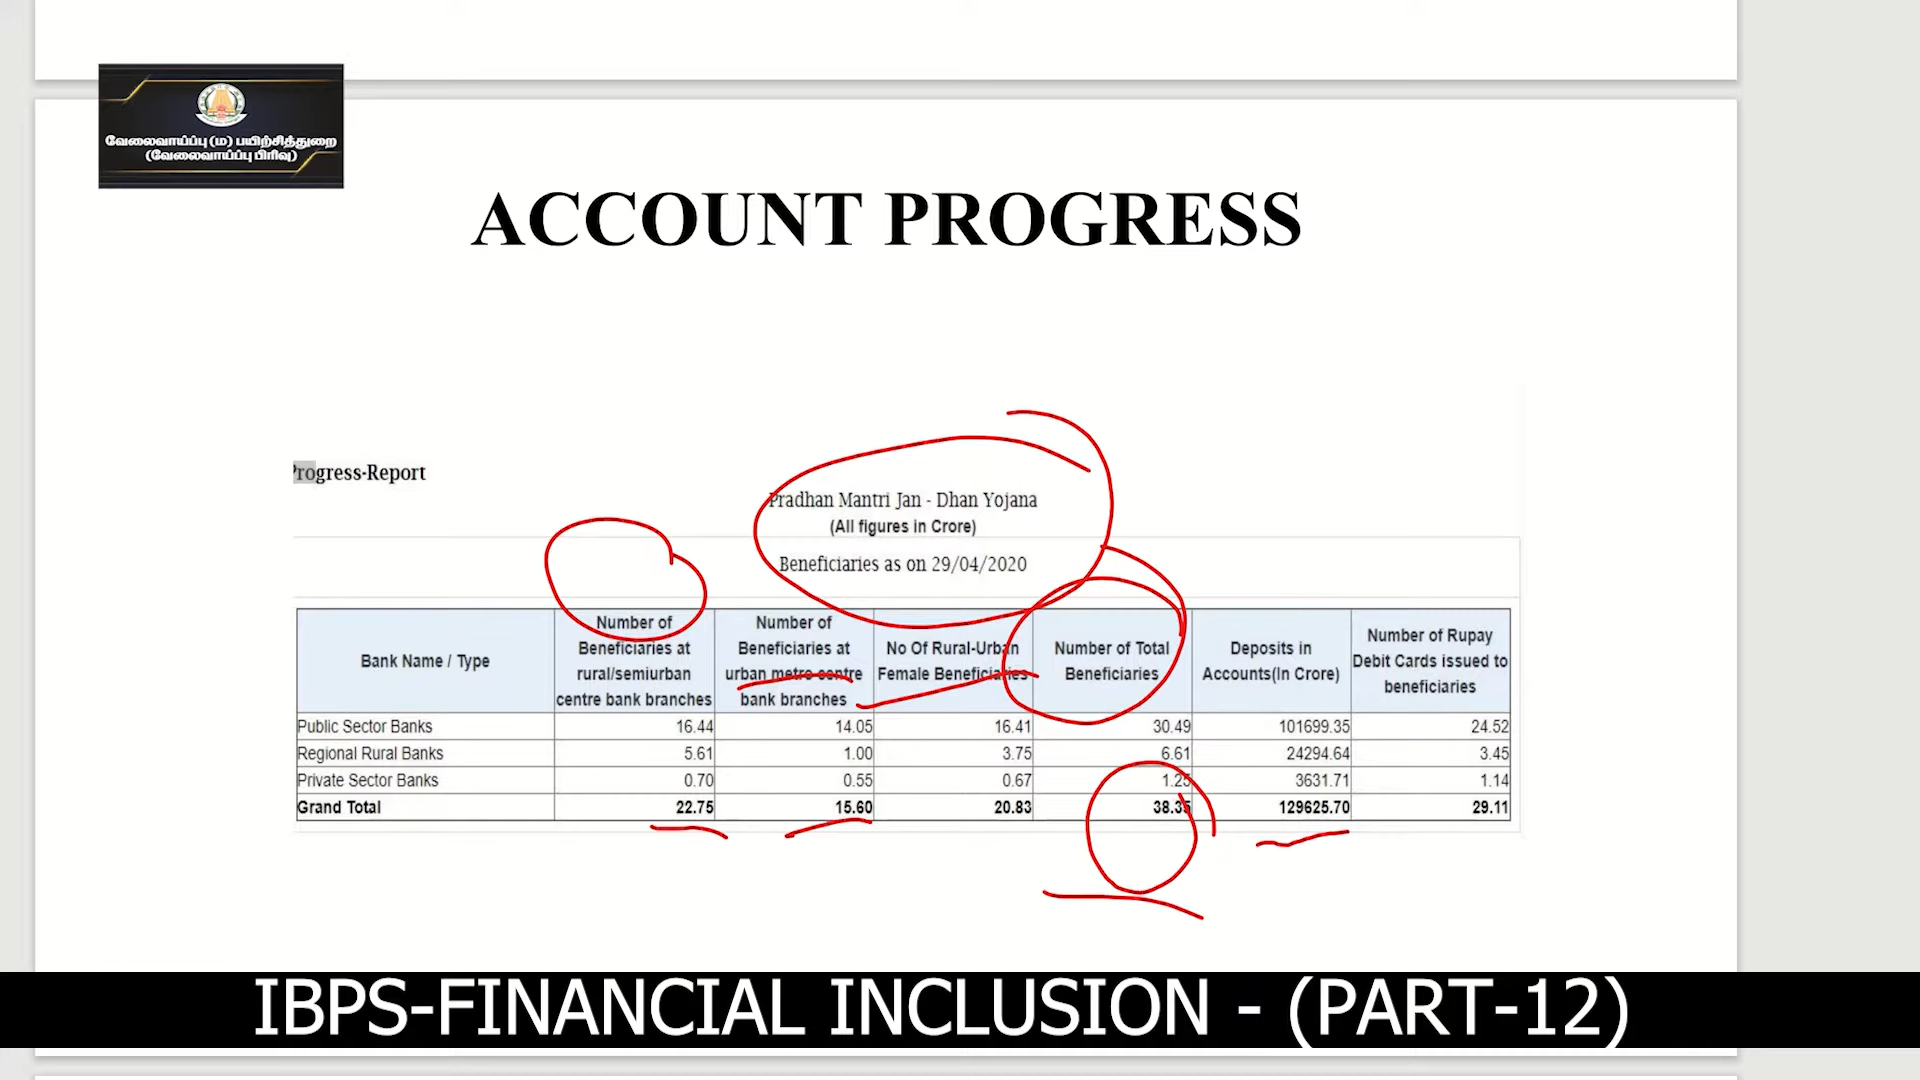 வேலைவாய்ப்பு (ம) பயிற்சித்துறை
(வேலைவாய்ப்பு பிரிவு)
ACCOUNT PROGRESS
Progress-Report
Pradhan Mantri Jan - Dhan Yojana
(All figures in Crore)
Beneficiaries as on 29/04/2020
Bank Name / Type
Number of
Beneficiaries at
rural/semiurban
centre bank branches
Number of
Beneficiaries at
urban metro centre
bank branches
No Of Rural-Urban
Female Beneficiaries
Number of Total
Beneficiaries
Deposits in
Accounts(In Crore)
Number of Rupay
Debit Cards issued to
beneficiaries
Public Sector Banks 16.44 14.05 16.41 30.49 101699.35 24.52
Regional Rural Banks 5.61 1.00 3.75 6.61 24294.64 3.45
Private Sector Banks 0.70 0.55 0.67 1.25 3631.71 1.14
Grand Total 22.75 15.60 20.83 38.35 129625.70 29.11
IBPS-FINANCIAL INCLUSION - (PART-12)